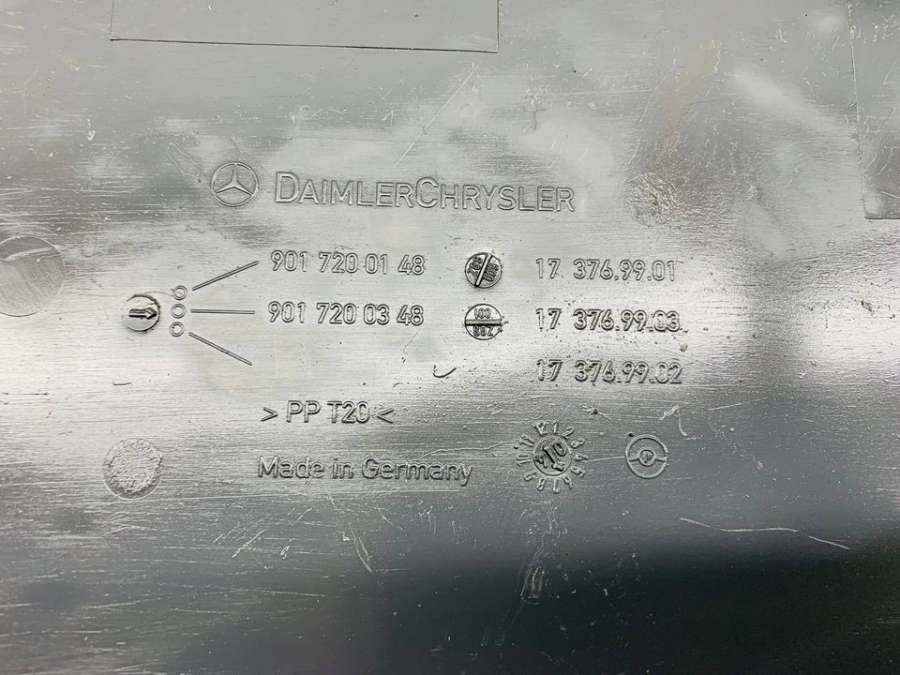 DAIMLERCHRYSLER
901 720 01 48 17 376.99.01
901 720 03 48 17 376.99.03
17 376.99.02
>PP T20<
Made in Germany
10